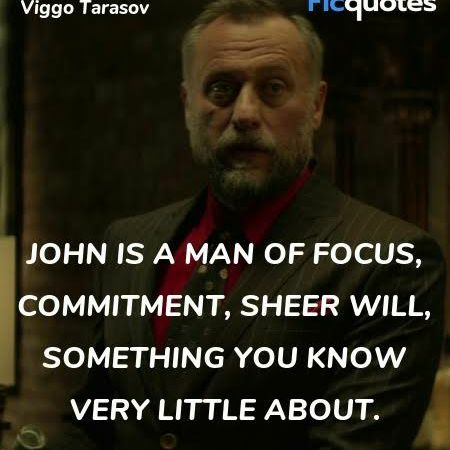 Viggo Tarasov
Ficquotes
JOHN IS A MAN OF FOCUS,
COMMITMENT, SHEER WILL,
SOMETHING YOU KNOW
VERY LITTLE ABOUT.